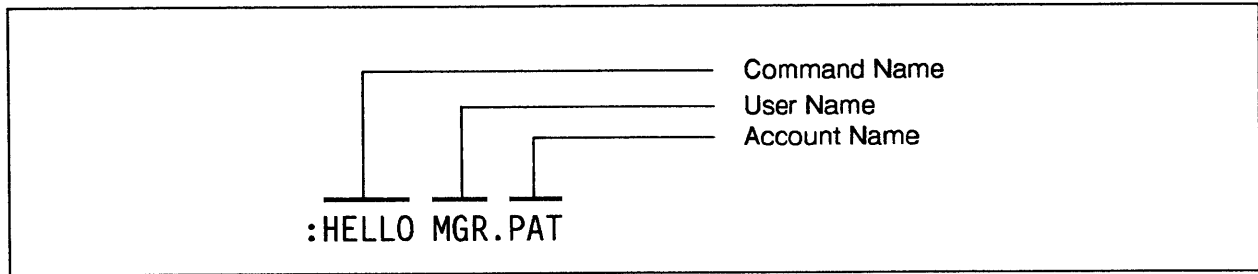 Command Name
User Name
Account Name
:HELLO MGR.PAT